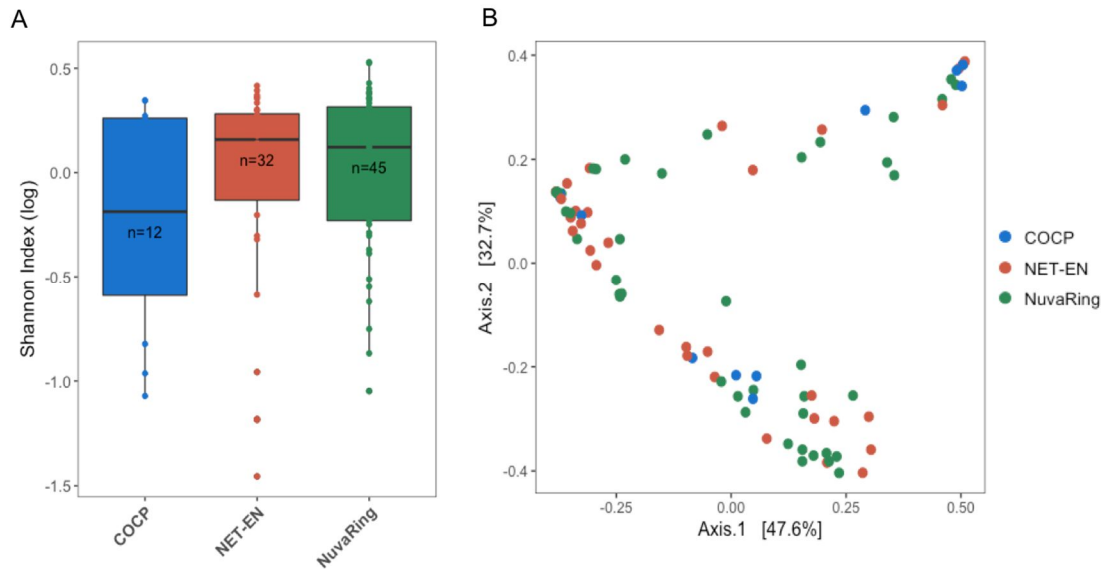 A
Shannon Index (log)
0.5
0.0
-0.5
-1.0
-1.5
n=12
n=32
n=45
COCP
NET-EN
NuvaRing
B
Axis.2 [32.7%]
0.4
0.2
0.0
-0.2
-0.4
-0.25
0.00
0.25
0.50
Axis.1 [47.6%]
COCP
NET-EN
NuvaRing